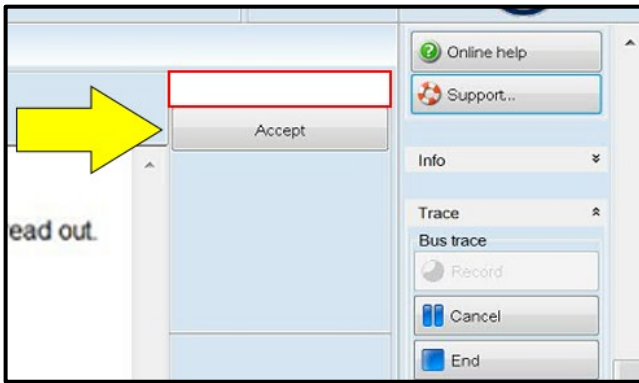 Online help
Support...
Accept
Info
Trace
ead out.
Bus trace
Record
Cancel
End